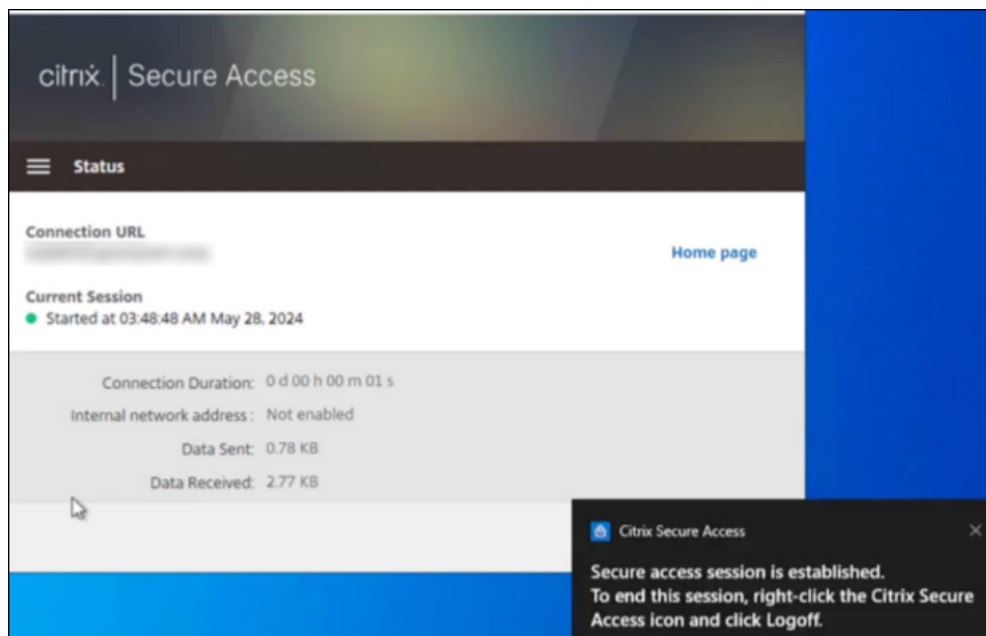 citrix. | Secure Access
Status
Connection URL
Home page
Current Session
Started at 03:48:48 AM May 28, 2024
Connection Duration: 0 d 00 h 00 m 01 s
Internal network address : Not enabled
Data Sent: 0.78 KB
Data Received: 2.77 KB
Citrix Secure Access
Secure access session is established.
To end this session, right-click the Citrix Secure
Access icon and click Logoff.